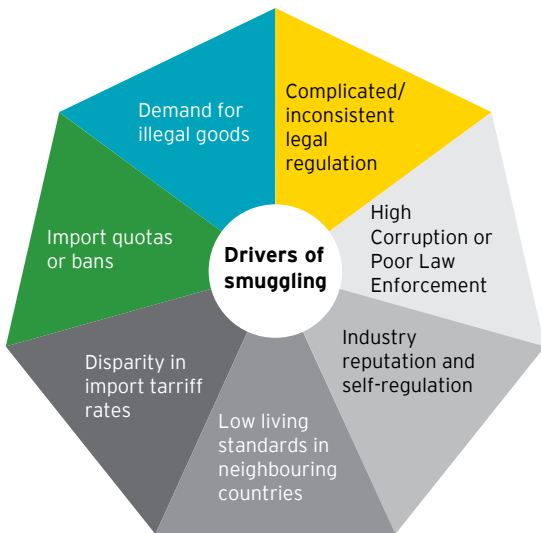 Demand for
illegal goods
Complicated/
inconsistent
legal
regulation
High
Corruption or
Poor Law
Enforcement
Industry
reputation and
self-regulation
Low living
standards in
neighbouring
countries
Disparity in
import tarriff
rates
Import quotas
or bans
Drivers of
smuggling